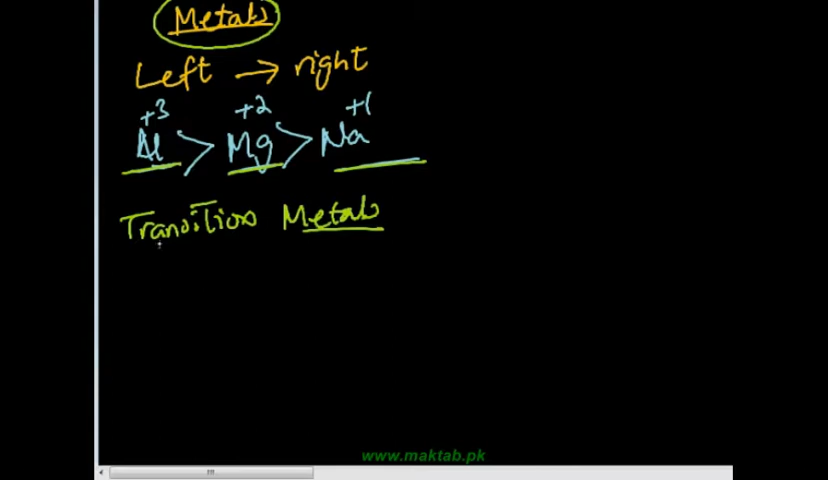 Metals
Left → right
+3 +2 +1
Al > Mg > Na
Transition Metals
www.maktab.pk